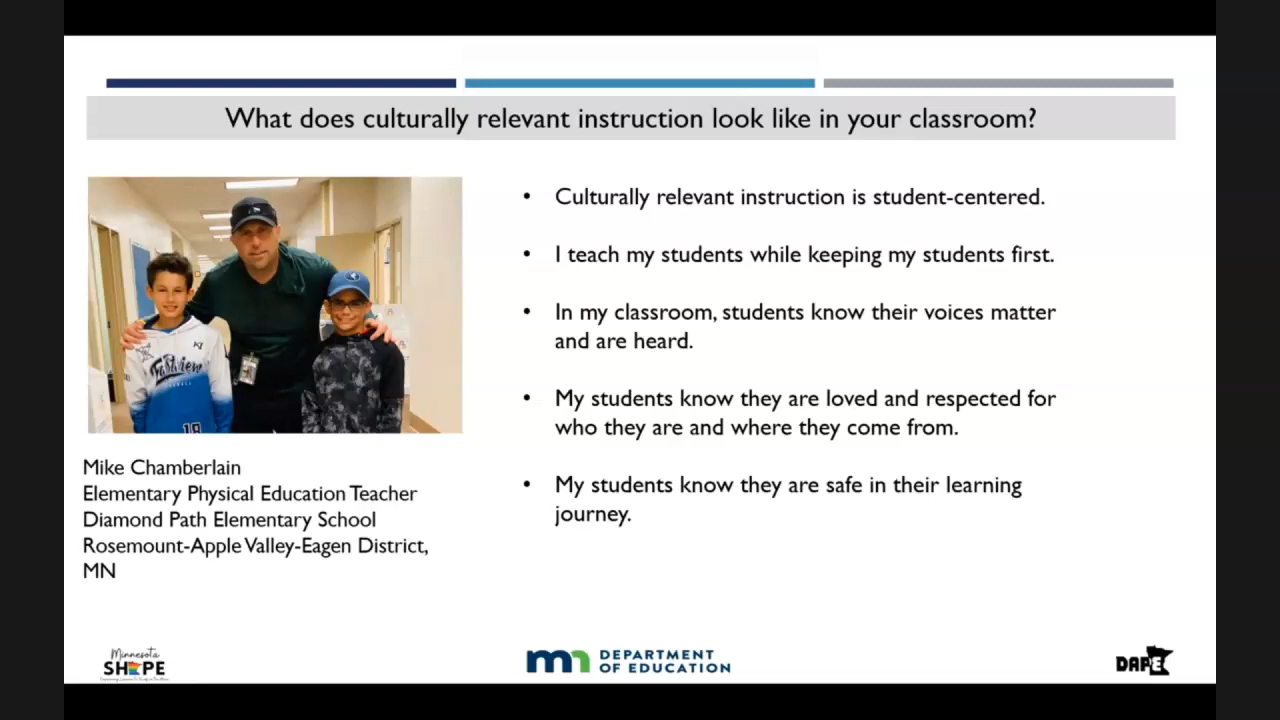 What does culturally relevant instruction look like in your classroom?
• Culturally relevant instruction is student-centered.
• I teach my students while keeping my students first.
• In my classroom, students know their voices matter
and are heard.
• My students know they are loved and respected for
who they are and where they come from.
• My students know they are safe in their learning
journey.
Eastview
18
Mike Chamberlain
Elementary Physical Education Teacher
Diamond Path Elementary School
Rosemount-Apple Valley-Eagen District,
MN
Minnesota
SHAPE
mn DEPARTMENT
OF EDUCATION
DAPE